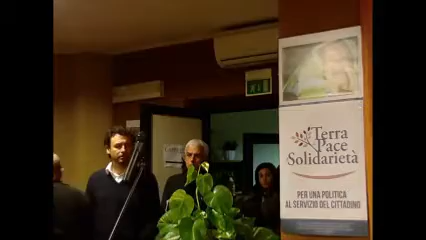 Terra
Pace
Solidarietà
PER UNA POLITICA
AL SERVIZIO DEL CITTADINO